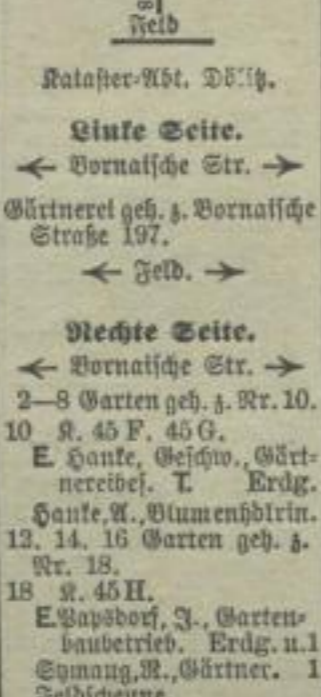 Feld
Kataster-Abt. Dölitz.
Linke Seite.
← Bornaische Str. →
Gärtnerei geh. z. Bornaische
Straße 197.
← Feld. →
Rechte Seite.
← Bornaische Str. →
2—8 Garten geh. z. Nr. 10.
10 K. 45 F. 45 G.
E. Hanke, Geschw., Gärt-
nereibes. T. Erdg.
Hanke, A., Blumenhdlrin.
12. 14. 16 Garten geh. z.
Nr. 18.
18 K. 45 H.
E. Papsdorf, J., Garten-
baubetrieb. Erdg. u. 1
Szymang, R., Gärtner. 1
Feldscheune